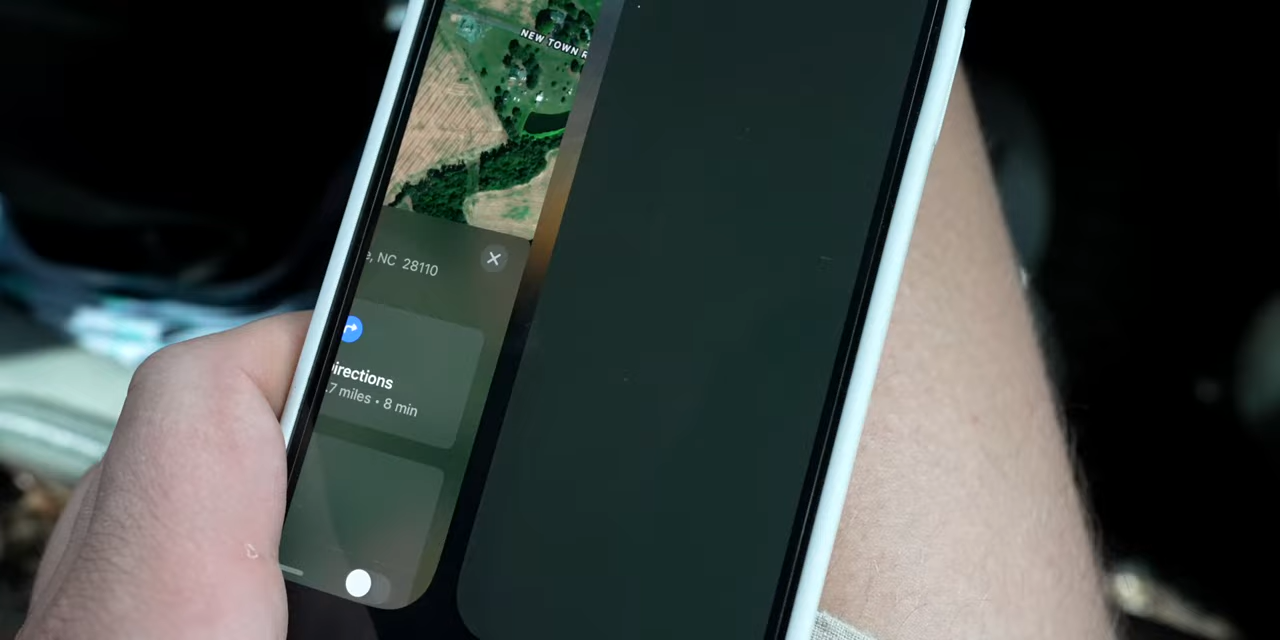 NEW TOWN R
e, NC 28110
irections
.7 miles • 8 min